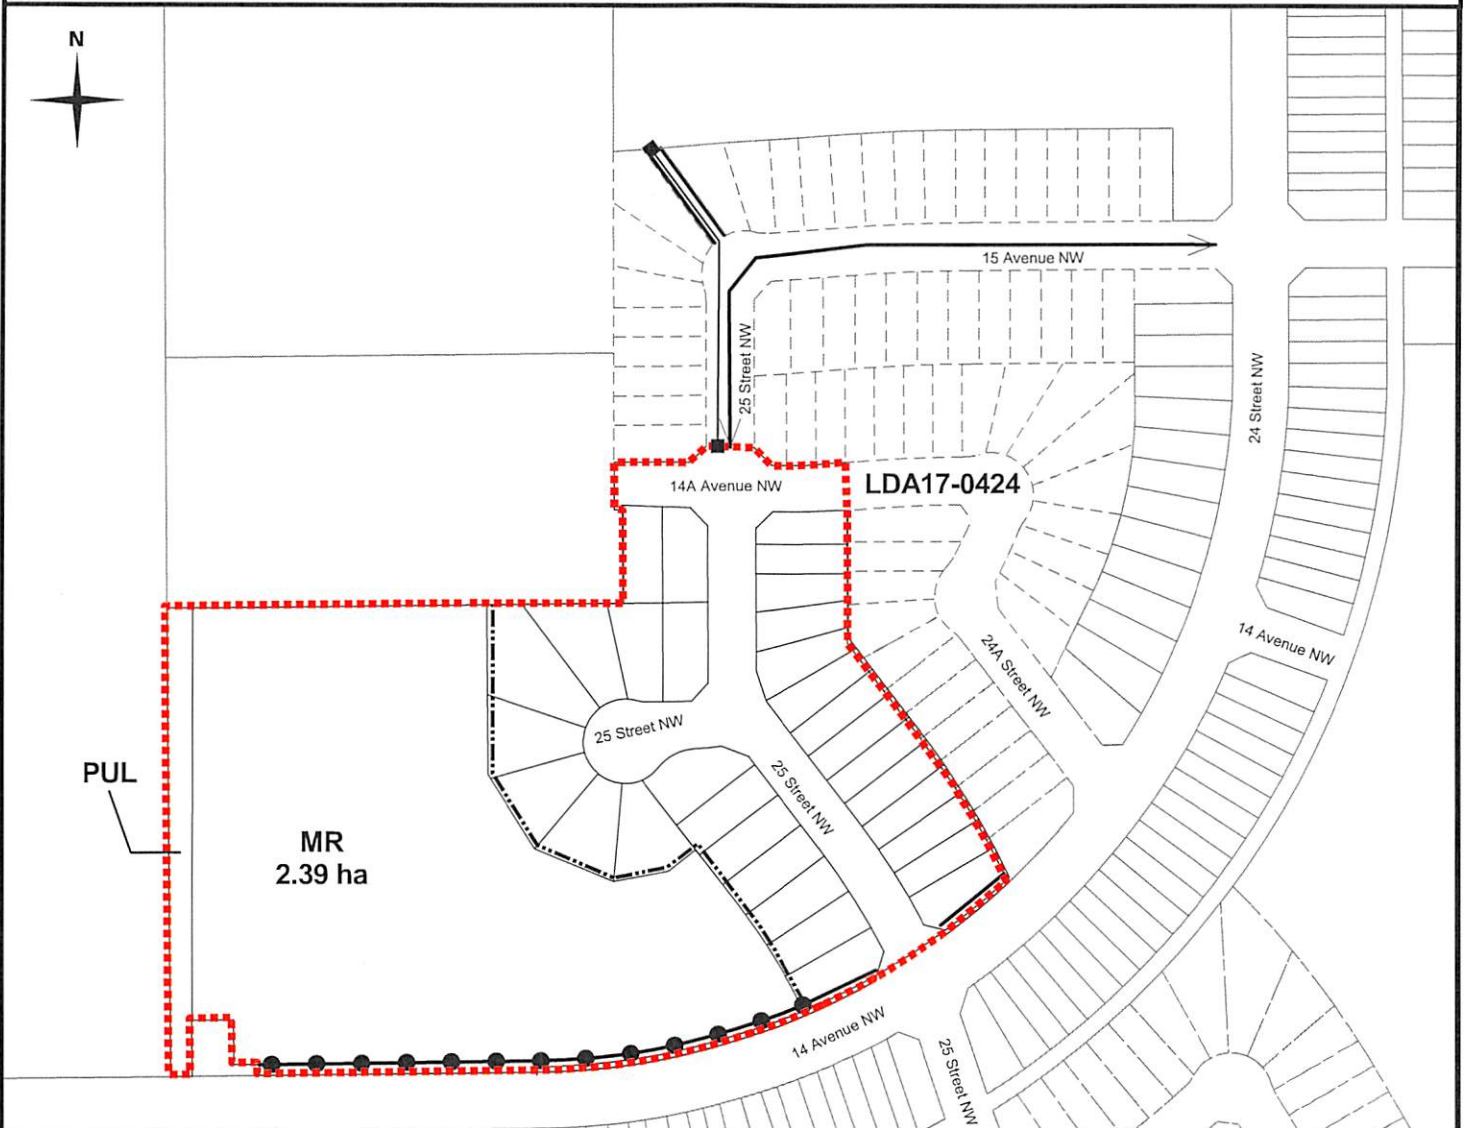 N
15 Avenue NW
25 Street NW
24 Street NW
14A Avenue NW
LDA17-0424
14 Avenue NW
24A Street NW
25 Street NW
25 Street NW
PUL
MR
2.39 ha
14 Avenue NW
25 Street NW